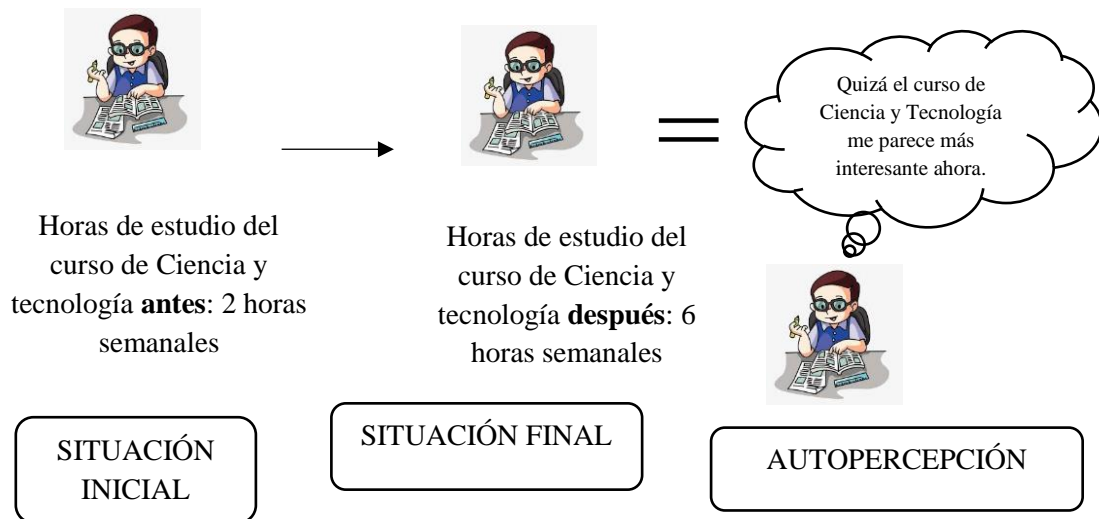 Quizá el curso de
Ciencia y Tecnología
me parece más
interesante ahora.
Horas de estudio del
curso de Ciencia y
tecnología antes: 2 horas
semanales
Horas de estudio del
curso de Ciencia y
tecnología después: 6
horas semanales
SITUACIÓN
INICIAL
SITUACIÓN FINAL
AUTOPERCEPCIÓN